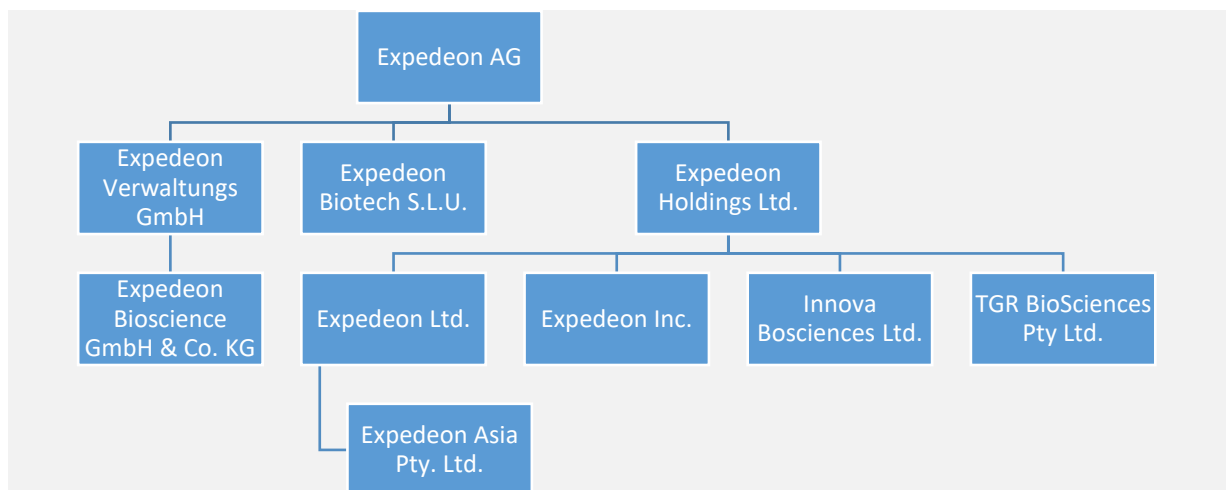 Expedeon AG
Expedeon
Verwaltungs
GmbH
Expedeon
Biotech S.L.U.
Expedeon
Holdings Ltd.
Expedeon
Bioscience
GmbH & Co. KG
Expedeon Ltd.
Expedeon Inc.
Innova
Bosciences Ltd.
TGR BioSciences
Pty Ltd.
Expedeon Asia
Pty. Ltd.